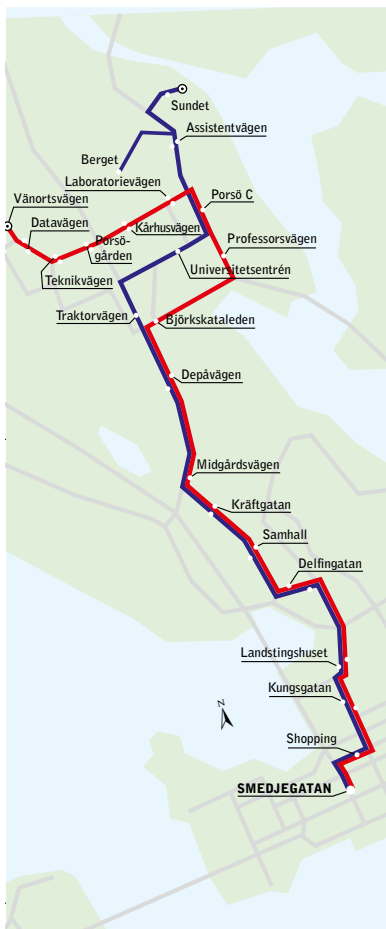 Sundet
Assistentvägen
Berget
Laboratorievägen
Porsö C
Vänortsvägen
Datavägen
Kårhusvägen
Porsö-
gården
Professorsvägen
Universitetsentrén
Teknikvägen
Traktorvägen
Björkskataleden
Depåvägen
Midgårdsvägen
Kräftgatan
Samhall
Delfingatan
Landstingshuset
Kungsgatan
N
Shopping
SMEDJEGATAN